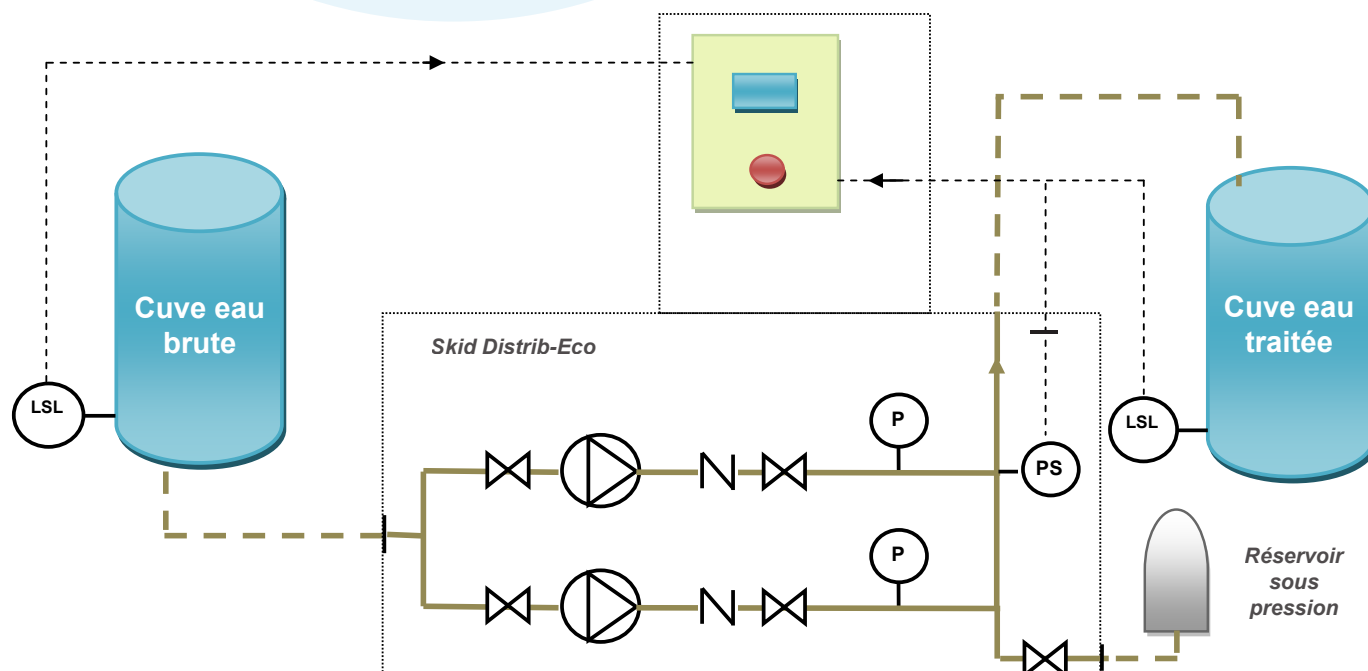 Cuve eau
brute
Cuve eau
traitée
Skid Distrib-Eco
LSL
P
LSL
PS
P
Réservoir
sous
pression